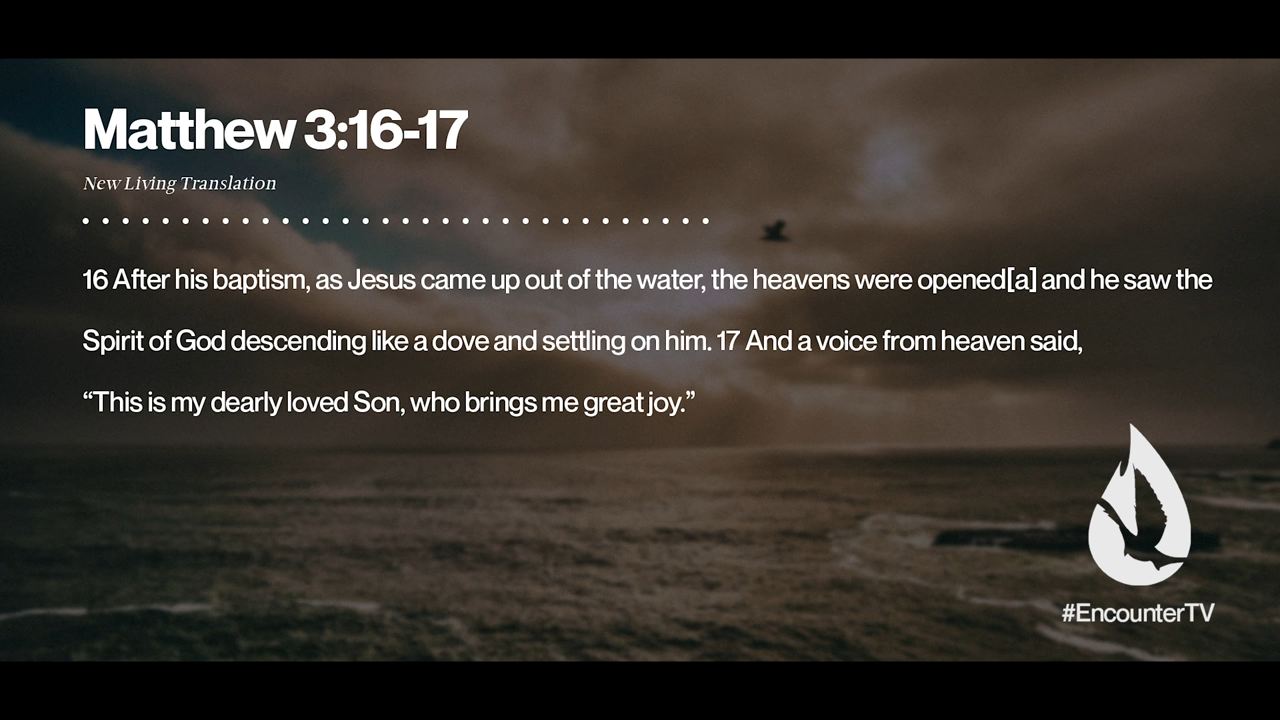 Matthew 3:16-17
New Living Translation
16 After his baptism, as Jesus came up out of the water, the heavens were opened[a] and he saw the
Spirit of God descending like a dove and settling on him. 17 And a voice from heaven said,
“This is my dearly loved Son, who brings me great joy.”
#EncounterTV